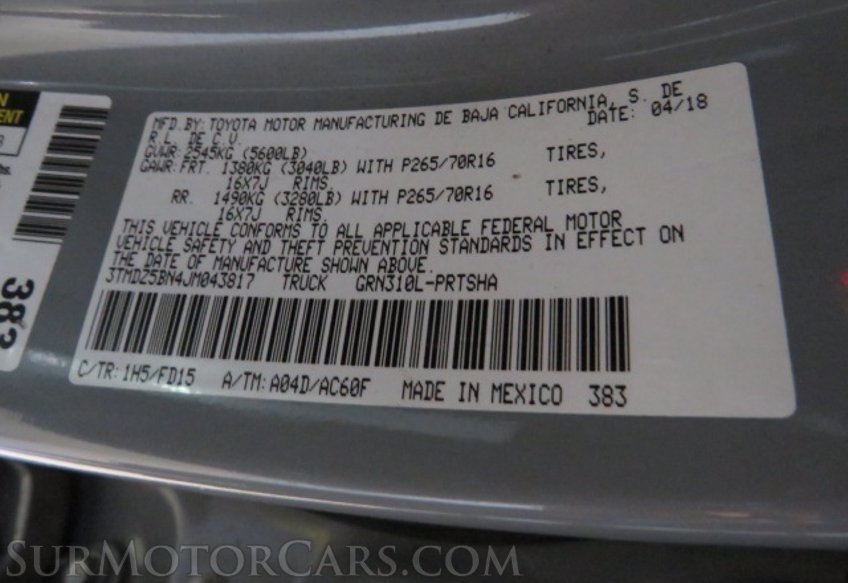 N
ENT
383
MFD.BY: TOYOTA MOTOR MANUFACTURING DE BAJA CALIFORNIA, S. DE
R.L. DE C.V. DATE: 04/18
GVWR: 2545KG (5600LB)
GAWR: FRT. 1380KG (3040LB) WITH P265/70R16 TIRES,
16X7J RIMS,
RR. 1490KG (3280LB) WITH P265/70R16 TIRES,
16X7J RIMS,
THIS VEHICLE CONFORMS TO ALL APPLICABLE FEDERAL MOTOR
VEHICLE SAFETY AND THEFT PREVENTION STANDARDS IN EFFECT ON
THE DATE OF MANUFACTURE SHOWN ABOVE.
3TMDZ5BN4JM043817 TRUCK GRN310L-PRTSHA
C/TR: 1H5/FD15 A/TM: A04D/AC60F MADE IN MEXICO 383
SurMotorCars.com